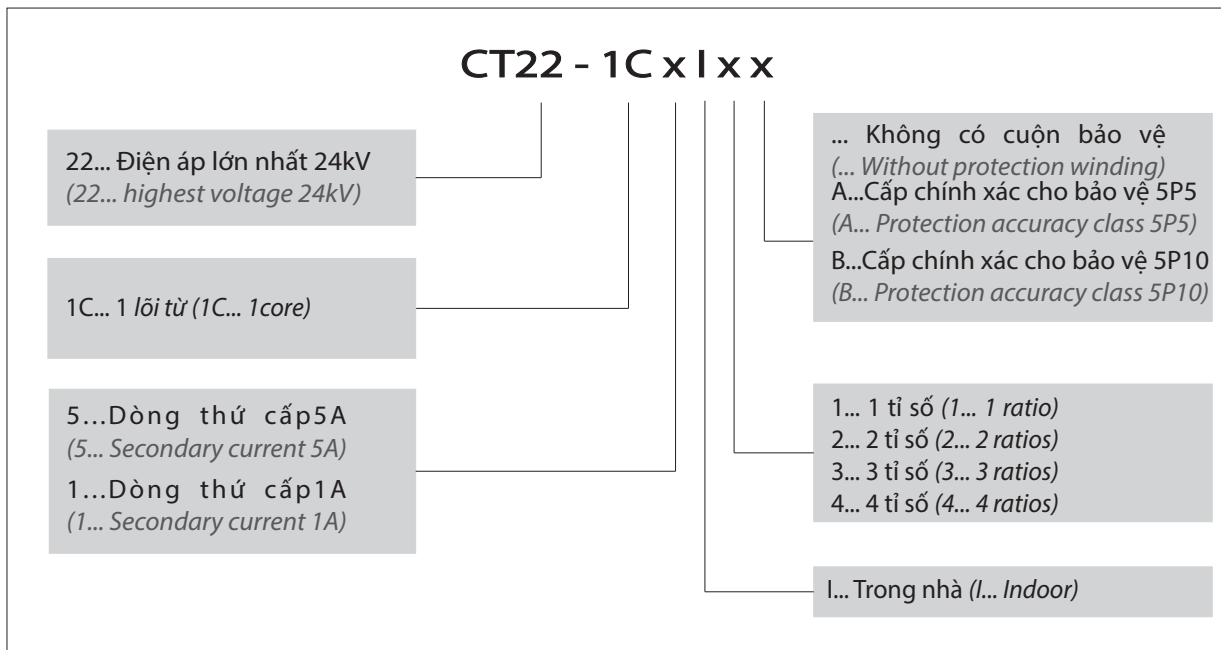 CT22 - 1C x I x x
22... Điện áp lớn nhất 24kV
(22... highest voltage 24kV)
1C... 1 lõi từ (1C... 1core)
5...Dòng thứ cấp5A
(5... Secondary current 5A)
1...Dòng thứ cấp1A
(1... Secondary current 1A)
... Không có cuộn bảo vệ
(... Without protection winding)
A...Cấp chính xác cho bảo vệ 5P5
(A... Protection accuracy class 5P5)
B...Cấp chính xác cho bảo vệ 5P10
(B... Protection accuracy class 5P10)
1... 1 tỉ số (1... 1 ratio)
2... 2 tỉ số (2... 2 ratios)
3... 3 tỉ số (3... 3 ratios)
4... 4 tỉ số (4... 4 ratios)
I... Trong nhà (I... Indoor)